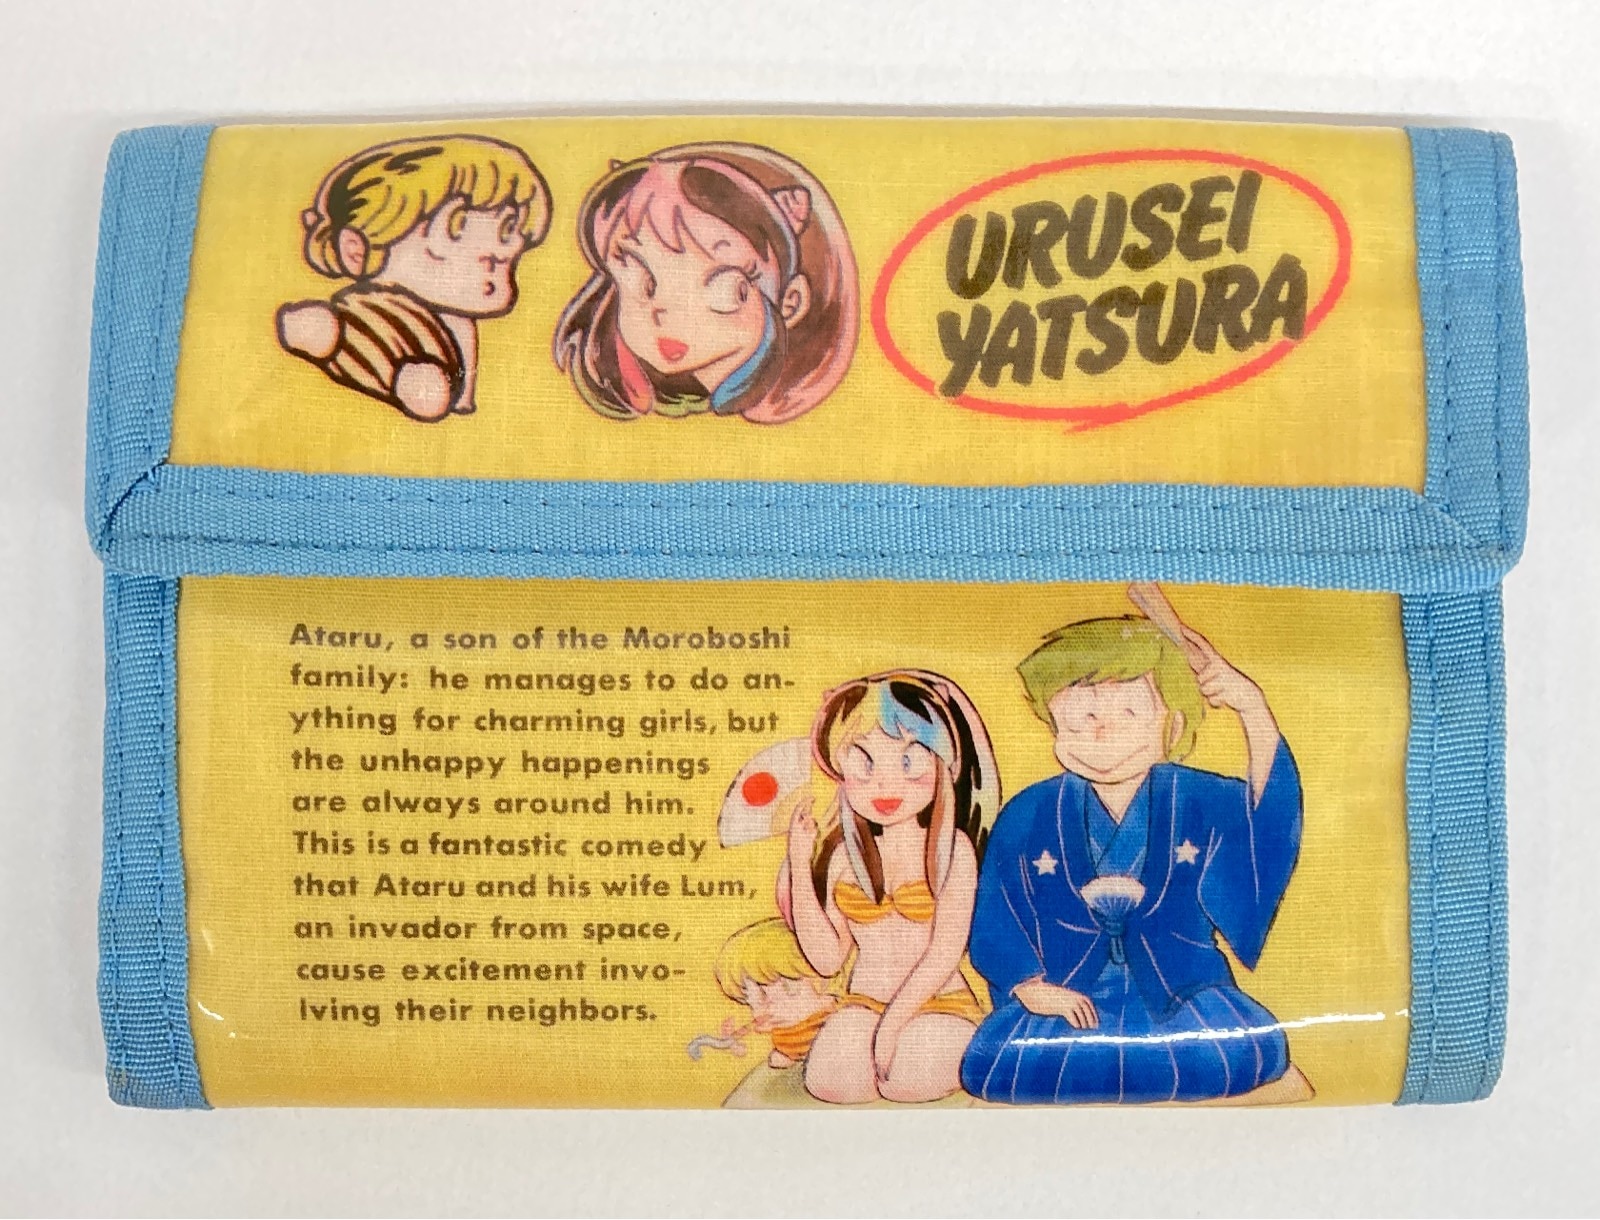 URUSEI
YATSURA
Ataru, a son of the Moroboshi
family: he manages to do an-
ything for charming girls, but
the unhappy happenings
are always around him.
This is a fantastic comedy
that Ataru and his wife Lum,
an invador from space,
cause excitement invo-
lving their neighbors.